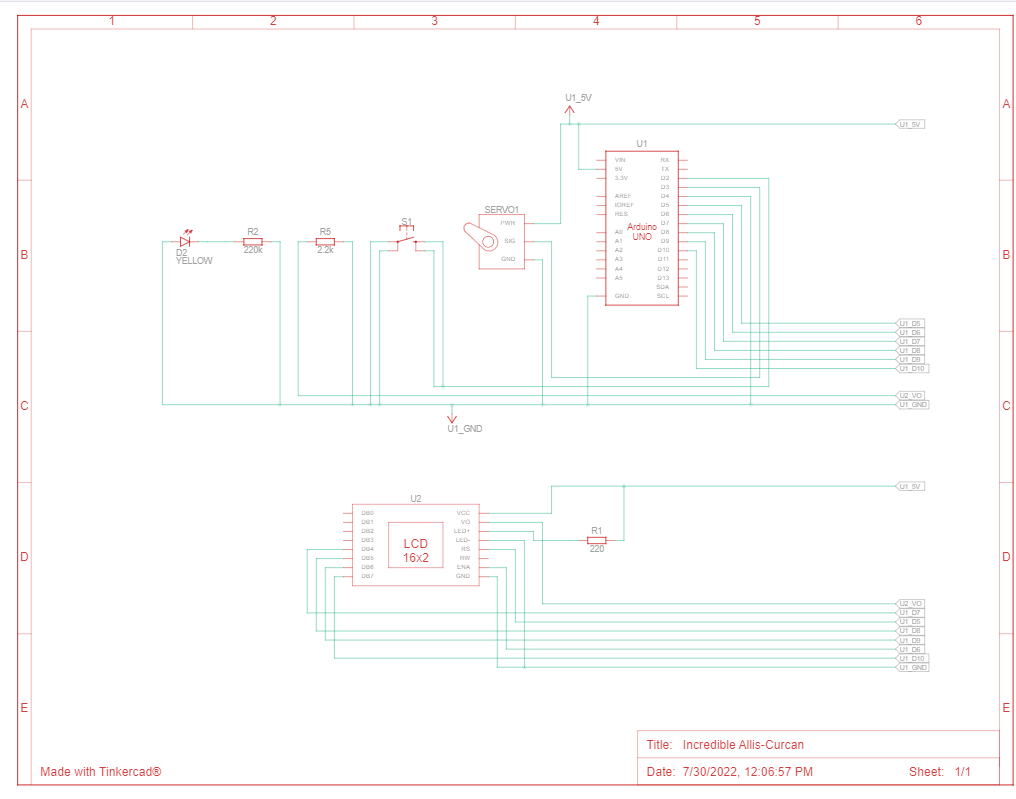 1 2 3 4 5 6
A A
U1_5V
U1_5V
U1
VIN RX
5V TX
3.3V D2
D3
AREF D4
IOREF D5
RES D6
D7
A0 D8
A1 D9
A2 D10
A3 D11
A4 D12
A5 D13
SDA
GND SCL
Arduino
UNO
SERVO1
PWR
SIG
GND
S1
R2
220k
R5
2.2k
D2
YELLOW
B B
U1_D5
U1_D6
U1_D7
U1_D8
U1_D9
U1_D10
U2_VO
U1_GND
C C
U1_GND
U1_5V
U2
DB0 VCC
DB1 VO
DB2 LED+
DB3 LED-
DB4 RS
DB5 RW
DB6 ENA
DB7 GND
LCD
16x2
R1
220
D D
U2_VO
U1_D7
U1_D5
U1_D8
U1_D9
U1_D6
U1_D10
U1_GND
E E
Title: Incredible Allis-Curcan
Made with Tinkercad®
Date: 7/30/2022, 12:06:57 PM Sheet: 1/1